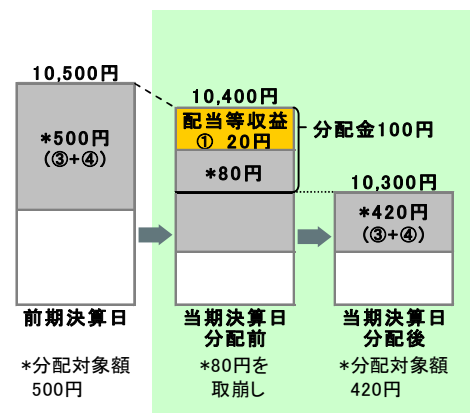 10,500円
*500円
(③+④)
前期決算日
*分配対象額
500円
10,400円
配当等収益
① 20円
*80円
分配金100円
当期決算日
分配前
*80円を
取崩し
10,300円
*420円
(③+④)
当期決算日
分配後
*分配対象額
420円